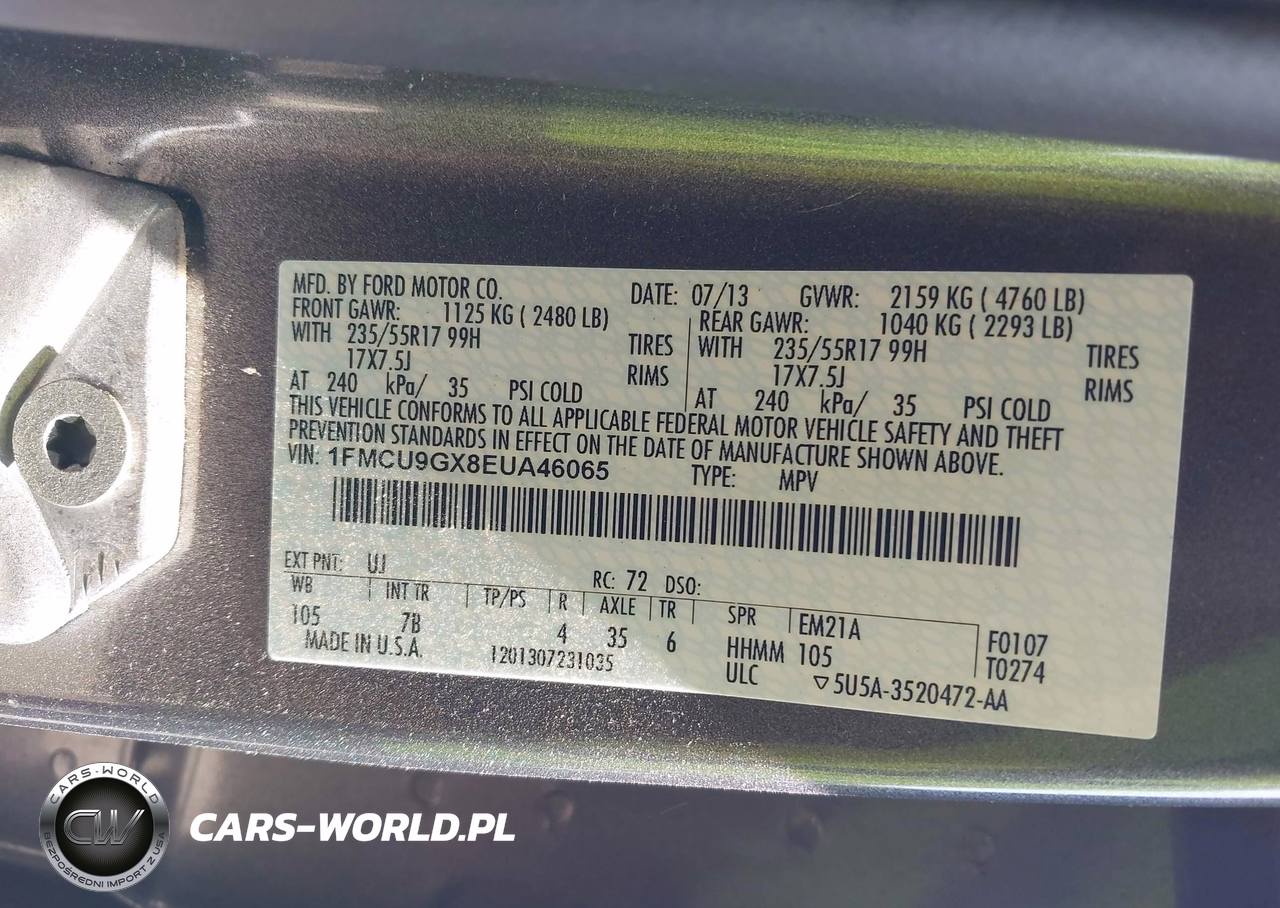 MFD. BY FORD MOTOR CO. DATE: 07/13 GVWR: 2159 KG ( 4760 LB)
FRONT GAWR: 1125 KG ( 2480 LB) REAR GAWR: 1040 KG ( 2293 LB)
WITH 235/55R17 99H TIRES WITH 235/55R17 99H TIRES
17X7.5J RIMS 17X7.5J RIMS
AT 240 kPa/ 35 PSI COLD AT 240 kPa/ 35 PSI COLD
THIS VEHICLE CONFORMS TO ALL APPLICABLE FEDERAL MOTOR VEHICLE SAFETY AND THEFT
PREVENTION STANDARDS IN EFFECT ON THE DATE OF MANUFACTURE SHOWN ABOVE.
VIN: 1FMCU9GX8EUA46065 TYPE: MPV
EXT PNT: UJ RC: 72 DSO:
WB INT TR TP/PS R AXLE TR SPR EM21A F0107
105 7B 4 35 6 HHMM 105 T0274
MADE IN U.S.A. 1201307231035 ULC ▽5U5A-3520472-AA
CARS-WORLD
CW
BEZPOŚREDNI IMPORT Z USA
CARS-WORLD.PL